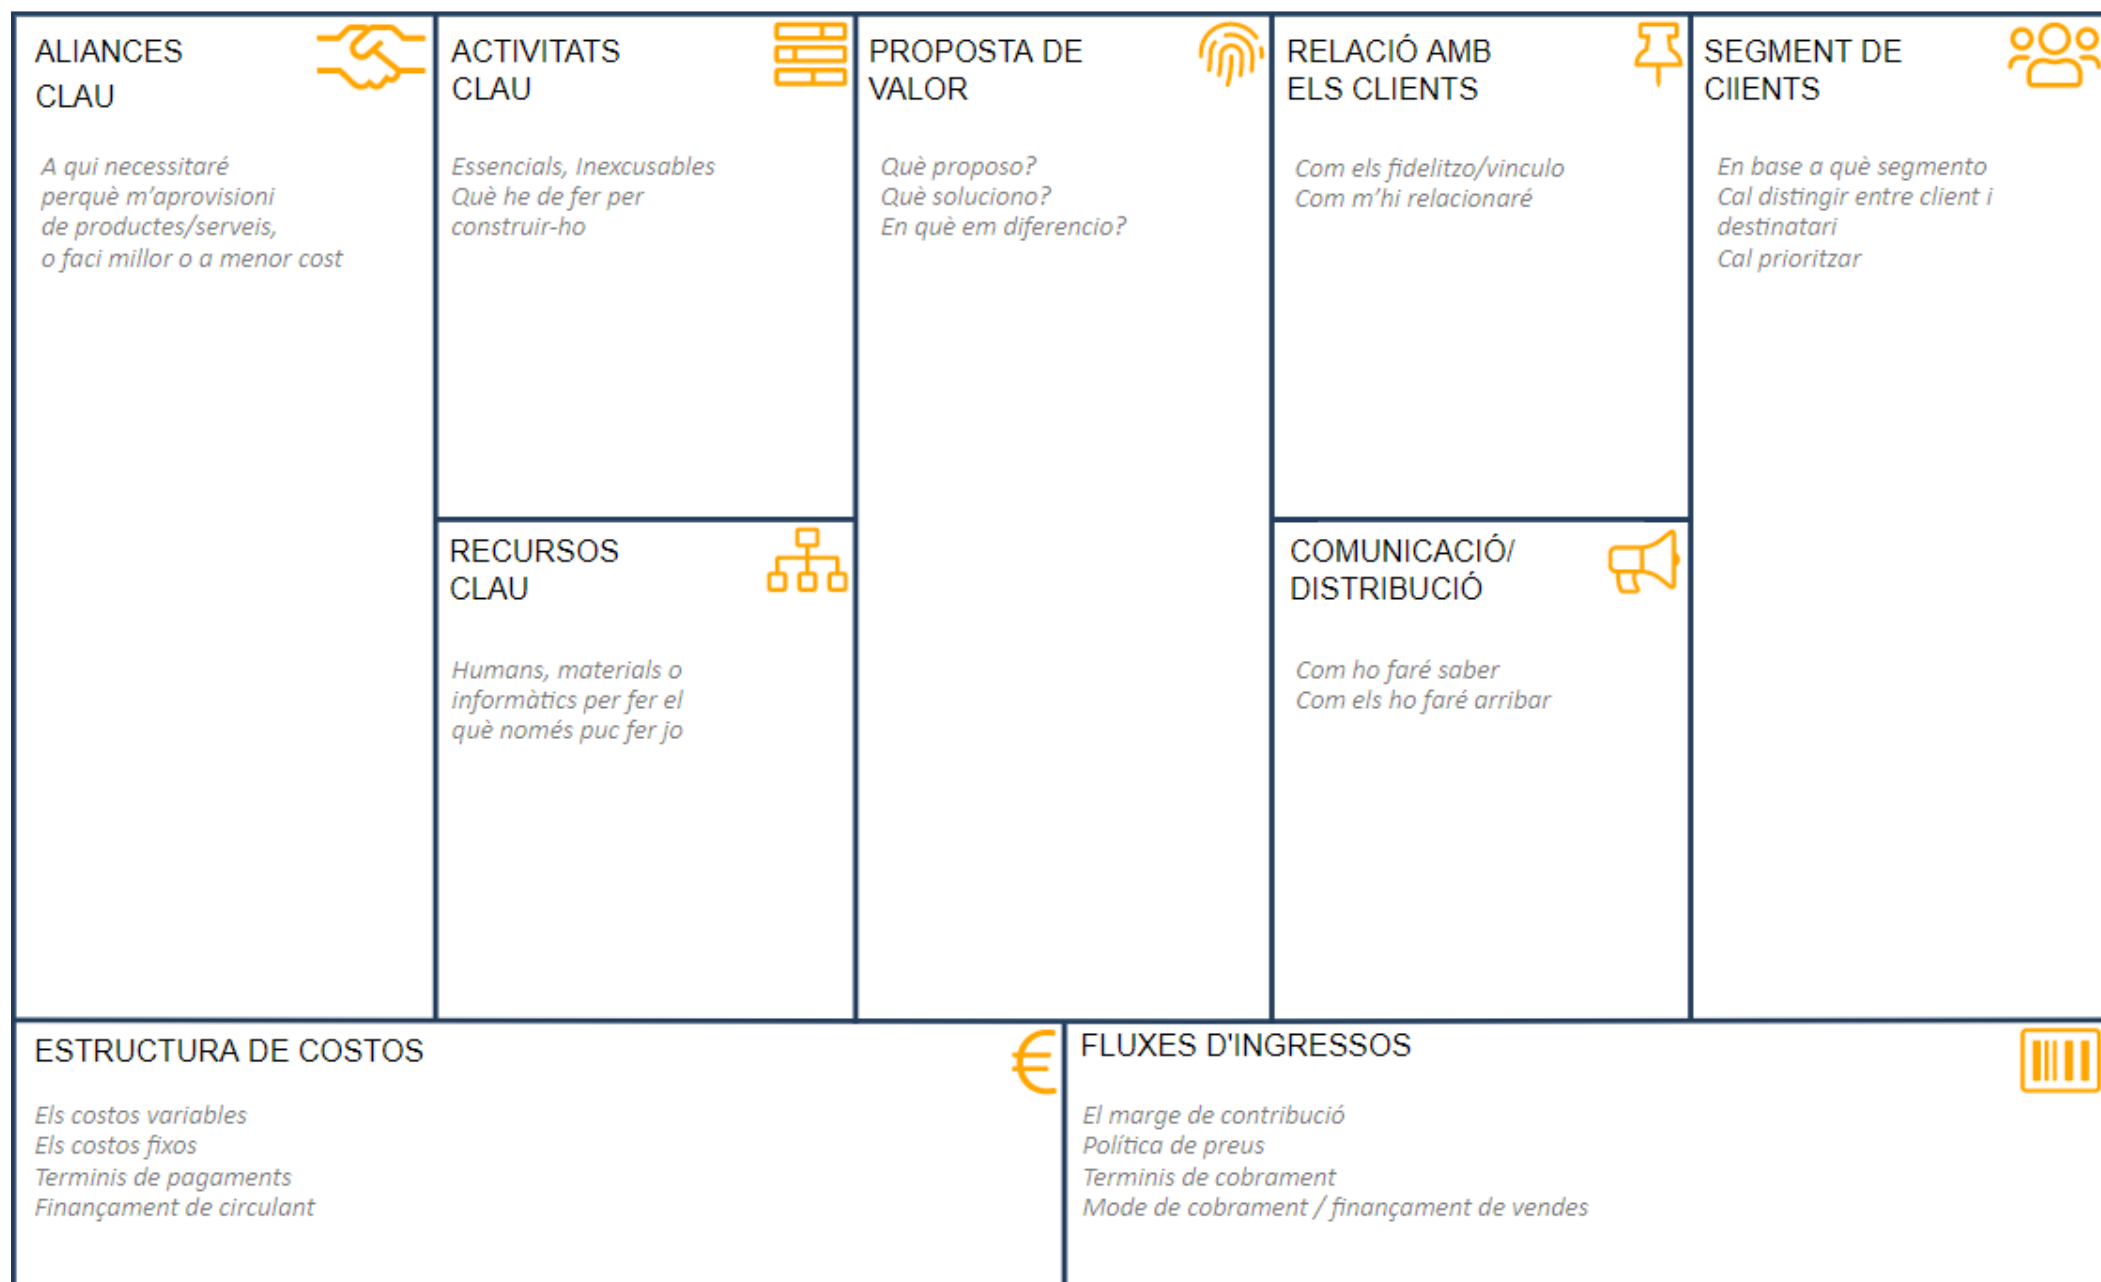 ALIANCES
CLAU
A qui necessitaré
perquè m'aprovisioni
de productes/serveis,
o faci millor o a menor cost
ACTIVITATS
CLAU
Essencials, Inexcusables
Què he de fer per
construir-ho
RECURSOS
CLAU
Humans, materials o
informàtics per fer el
què només puc fer jo
PROPOSTA DE
VALOR
Què proposo?
Què soluciono?
En què em diferencio?
RELACIÓ AMB
ELS CLIENTS
Com els fidelitzo/vinculo
Com m'hi relacionaré
COMUNICACIÓ/
DISTRIBUCIÓ
Com ho faré saber
Com els ho faré arribar
SEGMENT DE
ClIENTS
En base a què segmento
Cal distingir entre client i
destinatari
Cal prioritzar
ESTRUCTURA DE COSTOS
€
Els costos variables
Els costos fixos
Terminis de pagaments
Finançament de circulant
FLUXES D'INGRESSOS
El marge de contribució
Política de preus
Terminis de cobrament
Mode de cobrament / finançament de vendes